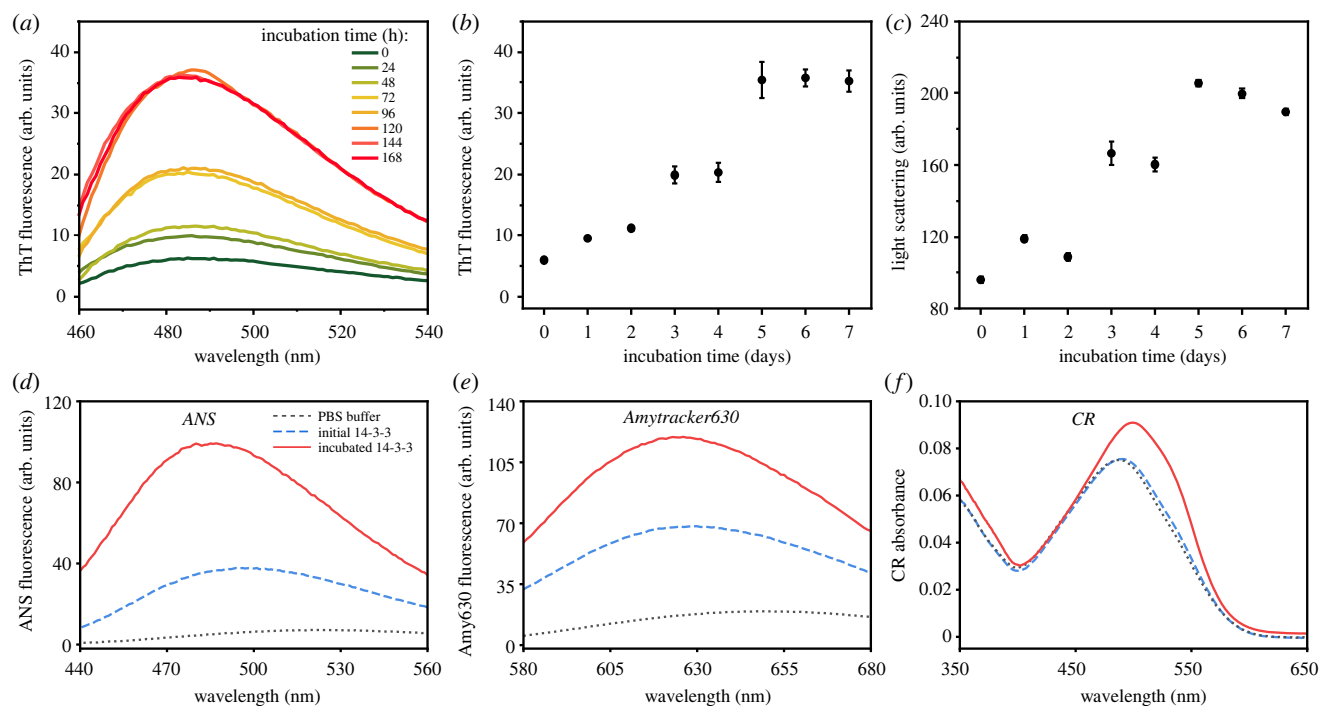 (a)
incubation time (h):
0
24
48
72
96
120
144
168
40
30
20
10
0
ThT fluorescence (arb. units)
460 480 500 520 540
wavelength (nm)
(b)
40
30
20
10
0
ThT fluorescence (arb. units)
0 1 2 3 4 5 6 7
incubation time (days)
(c)
240
200
160
120
80
light scattering (arb. units)
0 1 2 3 4 5 6 7
incubation time (days)
(d)
ANS
PBS buffer
initial 14-3-3
incubated 14-3-3
120
80
40
0
ANS fluorescence (arb. units)
440 470 500 530 560
wavelength (nm)
(e)
Amytracker630
140
105
70
35
0
Amy630 fluorescence (arb. units)
580 605 630 655 680
wavelength (nm)
(f)
CR
0.10
0.08
0.06
0.04
0.02
0
CR absorbance
350 450 550 650
wavelength (nm)